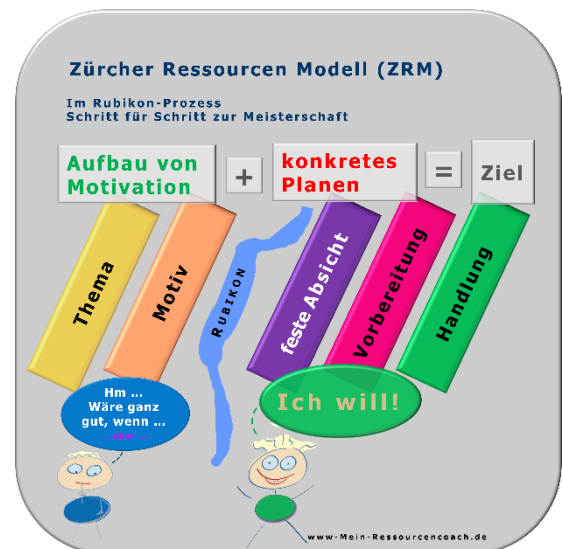 Zürcher Ressourcen Modell (ZRM)
Im Rubikon-Prozess
Schritt für Schritt zur Meisterschaft
Aufbau von
Motivation
+
konkretes
Planen
=
Ziel
Thema
Motiv
RUBIKON
feste Absicht
Vorbereitung
Handlung
Hm ...
Wäre ganz
gut, wenn ...
... aber ...
Ich will!
www-Mein-Ressourcencoach.de